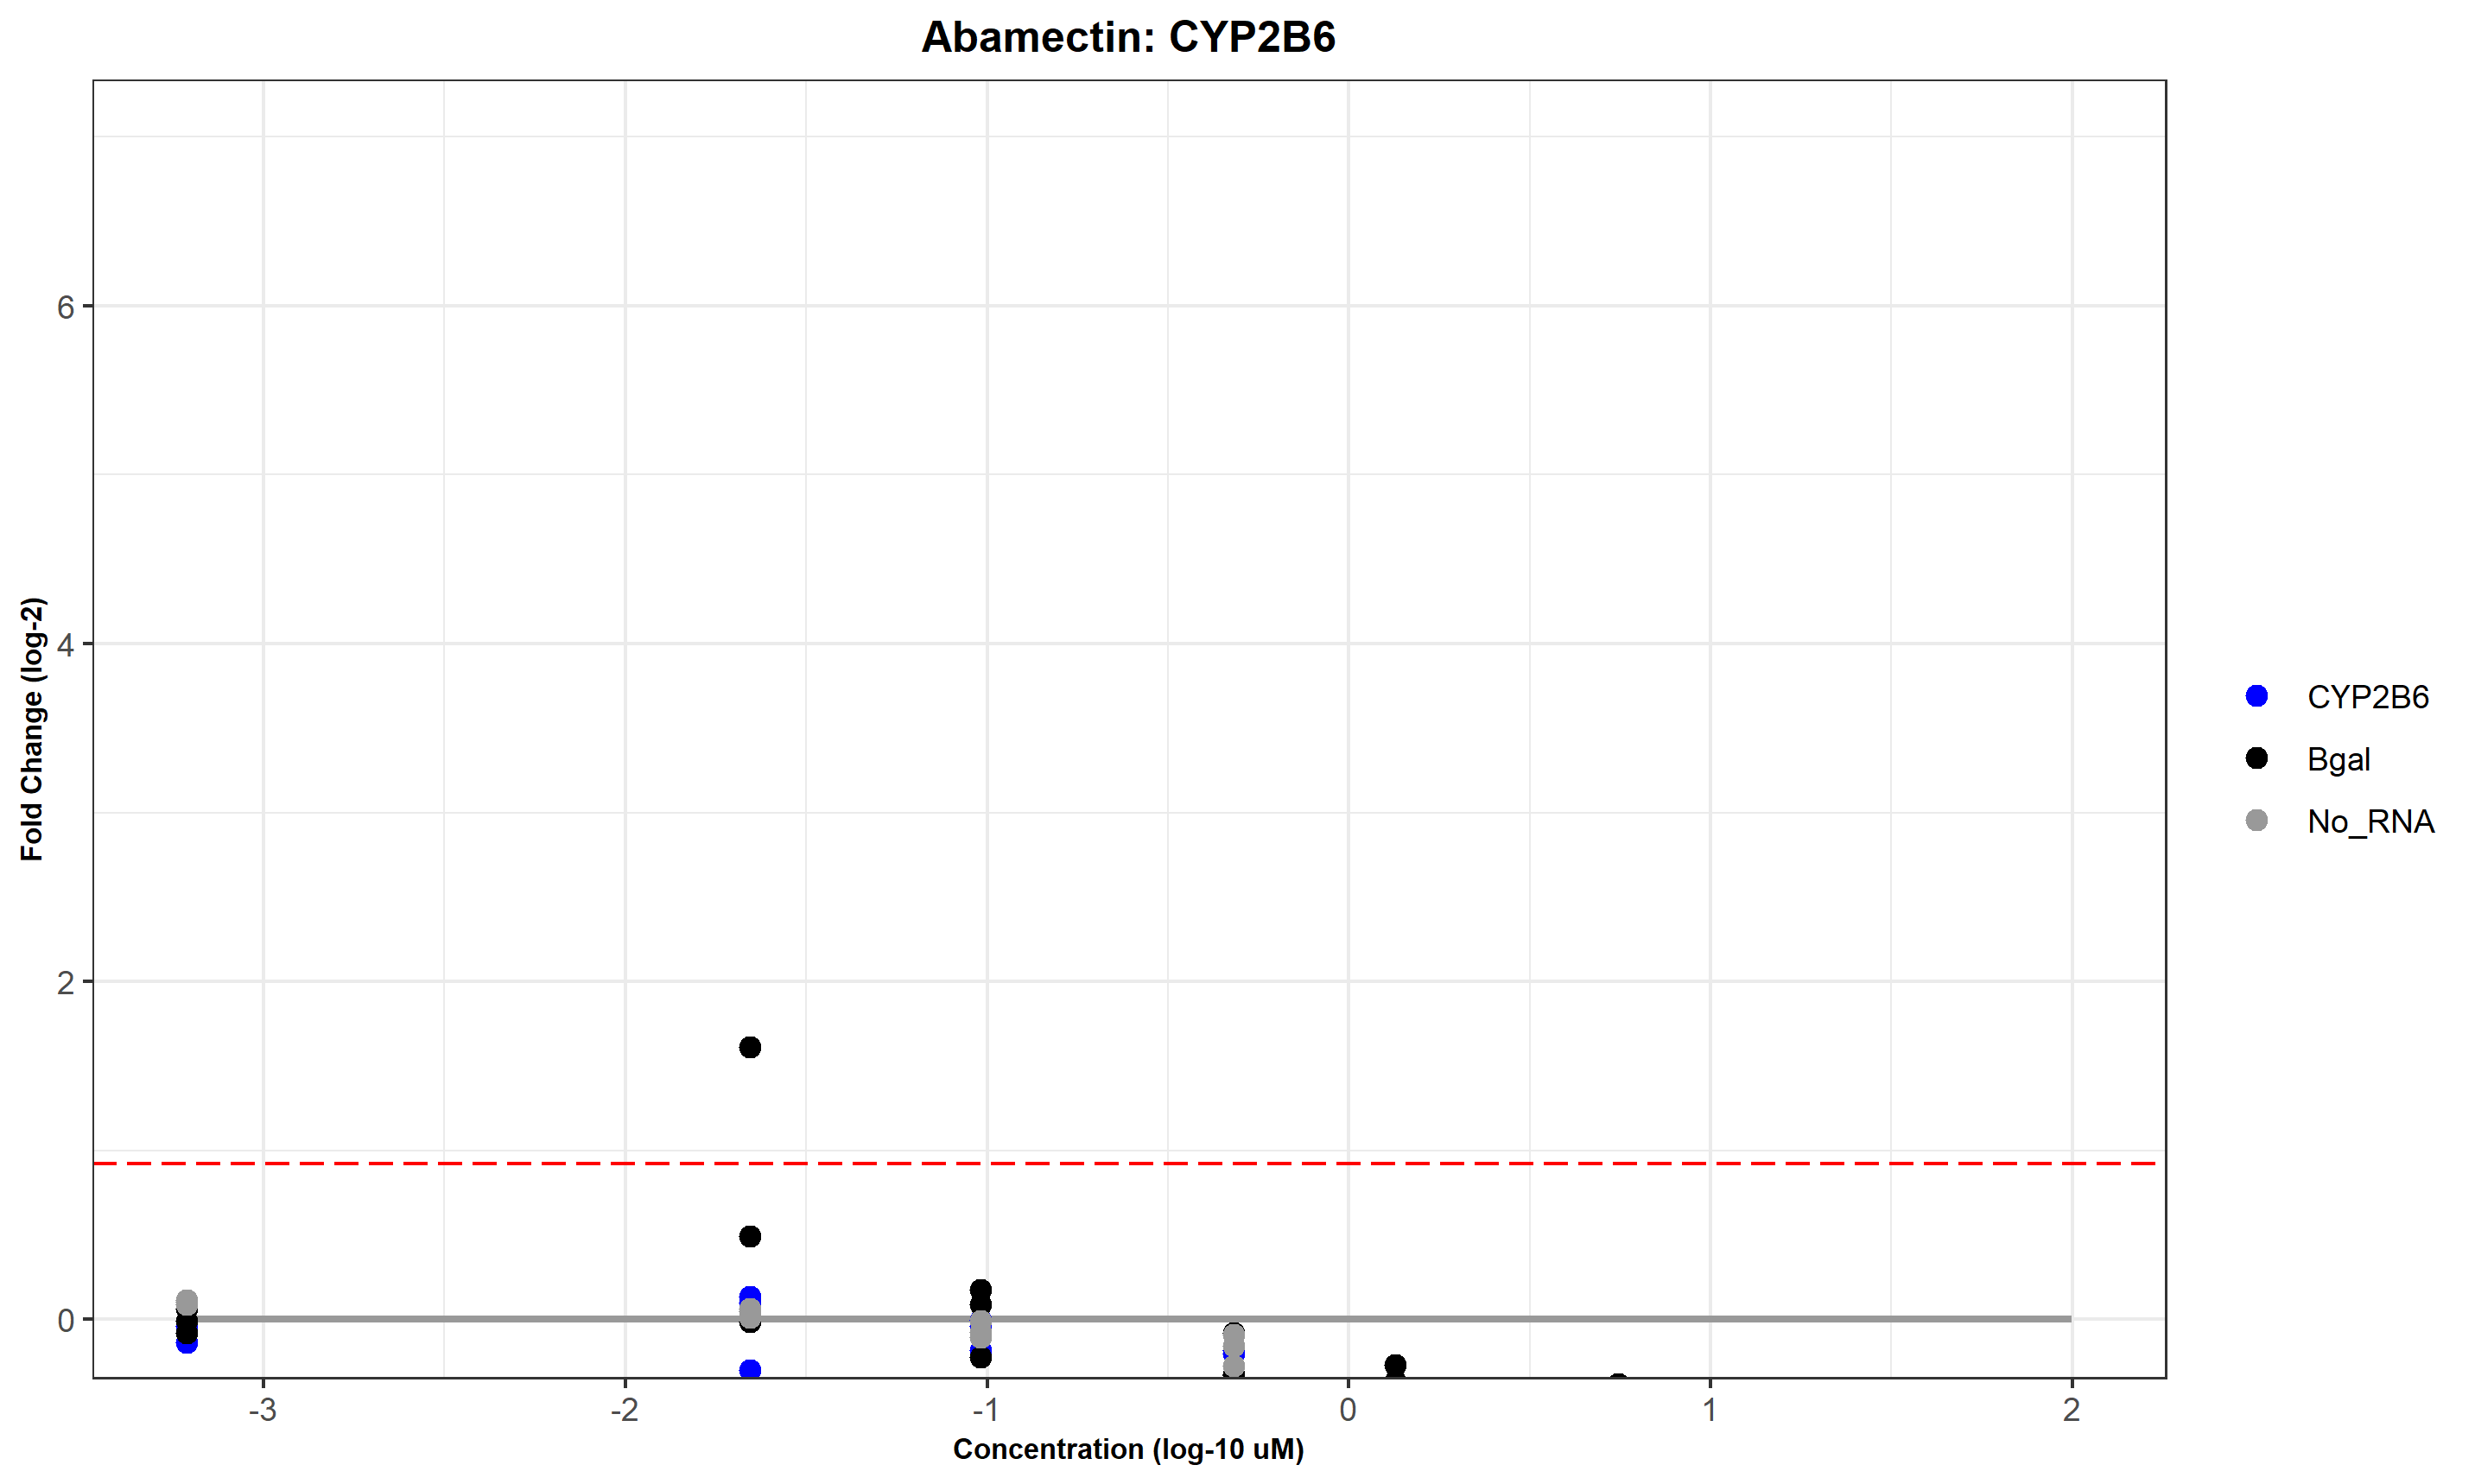 Abamectin: CYP2B6
Fold Change (log-2)
6
4
2
0
-3
-2
-1
0
1
2
Concentration (log-10 uM)
CYP2B6
Bgal
No_RNA